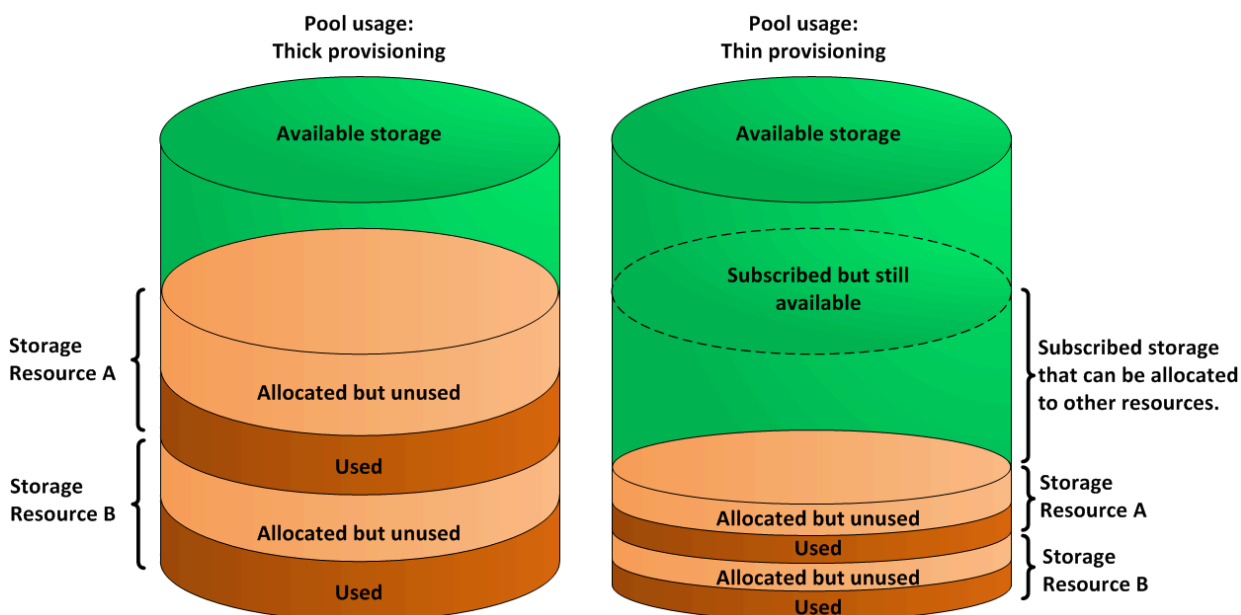 Pool usage:
Thick provisioning
Available storage
Storage
Resource A
Allocated but unused
Used
Storage
Resource B
Allocated but unused
Used
Pool usage:
Thin provisioning
Available storage
Subscribed but still
available
Subscribed storage
that can be allocated
to other resources.
Allocated but unused
Used
Storage
Resource A
Allocated but unused
Used
Storage
Resource B